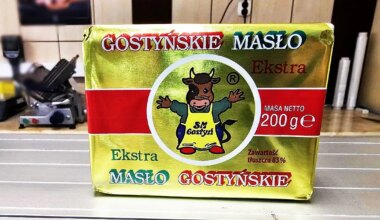 GOSTYŃSKIE MASŁO
Ekstra
®
SM
Gostyń
MASA NETTO
200 g e
Ekstra
Zawartość
tłuszczu 83%
MASŁO GOSTYŃSKIE